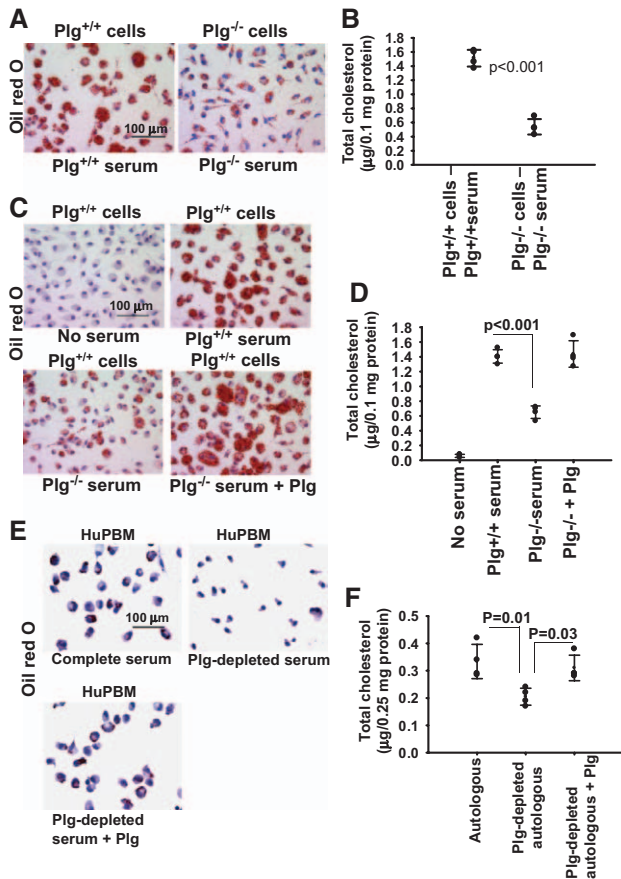 A
Plg+/+ cells
Plg-/- cells
Oil red O
100 µm
Plg+/+ serum
Plg-/- serum
B
Total cholesterol
(µg/0.1 mg protein)
1.8
1.6
1.4
1.2
1.0
0.8
0.6
0.4
0.2
0.0
p<0.001
Plg+/+ cells –
Plg+/+serum
Plg-/- cells –
Plg-/- serum
C
Plg+/+ cells
Plg+/+ cells
Oil red O
100 µm
No serum
Plg+/+ serum
Plg+/+ cells
Plg+/+ cells
Plg-/- serum
Plg-/- serum + Plg
D
Total cholesterol
(µg/0.1 mg protein)
1.8
1.6
1.4
1.2
1.0
0.8
0.6
0.4
0.2
0.0
p<0.001
No serum
Plg+/+ serum
Plg-/-serum
Plg-/- + Plg
E
HuPBM
HuPBM
Oil red O
100 µm
Complete serum
Plg-depleted serum
HuPBM
Plg-depleted
serum + Plg
F
Total cholesterol
(µg/0.25 mg protein)
0.5
0.4
0.3
0.2
0.1
0.0
P=0.01
P=0.03
Autologous
Plg-depleted
autologous
Plg-depleted
autologous + Plg